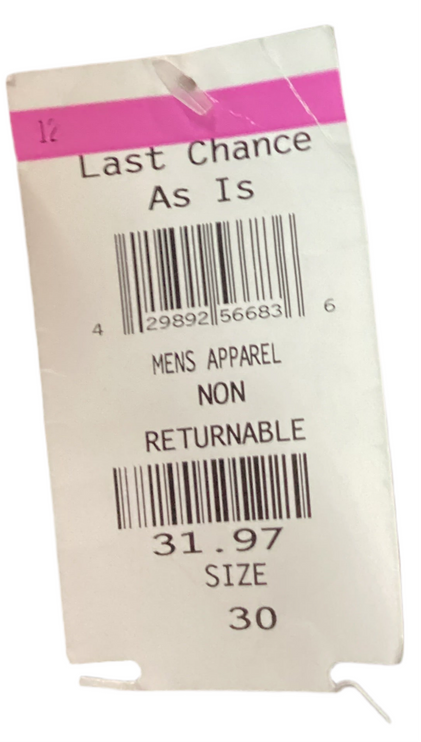 12
Last Chance
As Is
4 29892 56683 6
MENS APPAREL
NON
RETURNABLE
31.97
SIZE
30